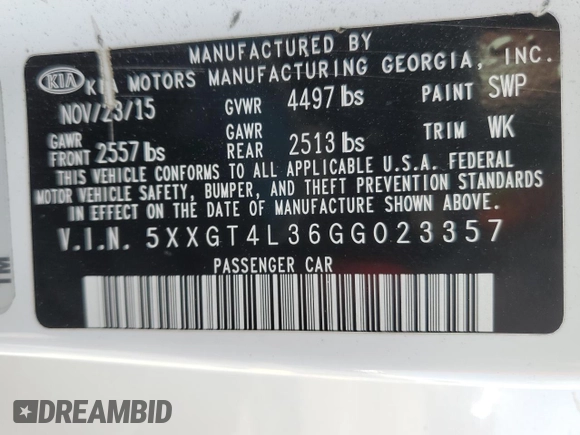 MANUFACTURED BY
KIA KIA MOTORS MANUFACTURING GEORGIA, INC.
NOV/23/15 GVWR 4497 lbs PAINT SWP
GAWR FRONT 2557 lbs GAWR REAR 2513 lbs TRIM WK
THIS VEHICLE CONFORMS TO ALL APPLICABLE U.S.A. FEDERAL
MOTOR VEHICLE SAFETY, BUMPER, AND THEFT PREVENTION STANDARDS
IN EFFECT ON THE DATE OF MANUFACTURE SHOWN ABOVE.
V.I.N. 5XXGT4L36GG023357
PASSENGER CAR
DREAMBID